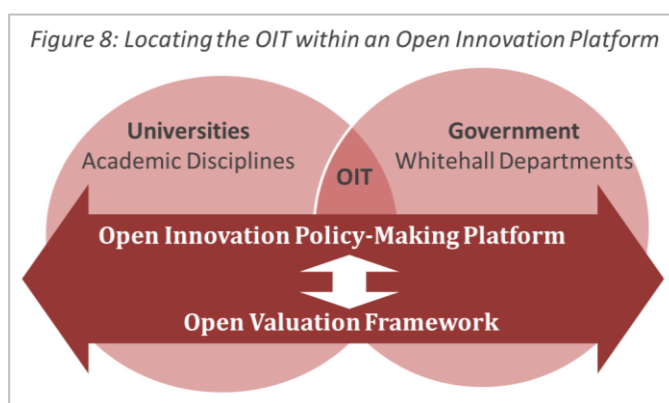 Figure 8: Locating the OIT within an Open Innovation Platform
Universities
Academic Disciplines
OIT
Government
Whitehall Departments
Open Innovation Policy-Making Platform
Open Valuation Framework